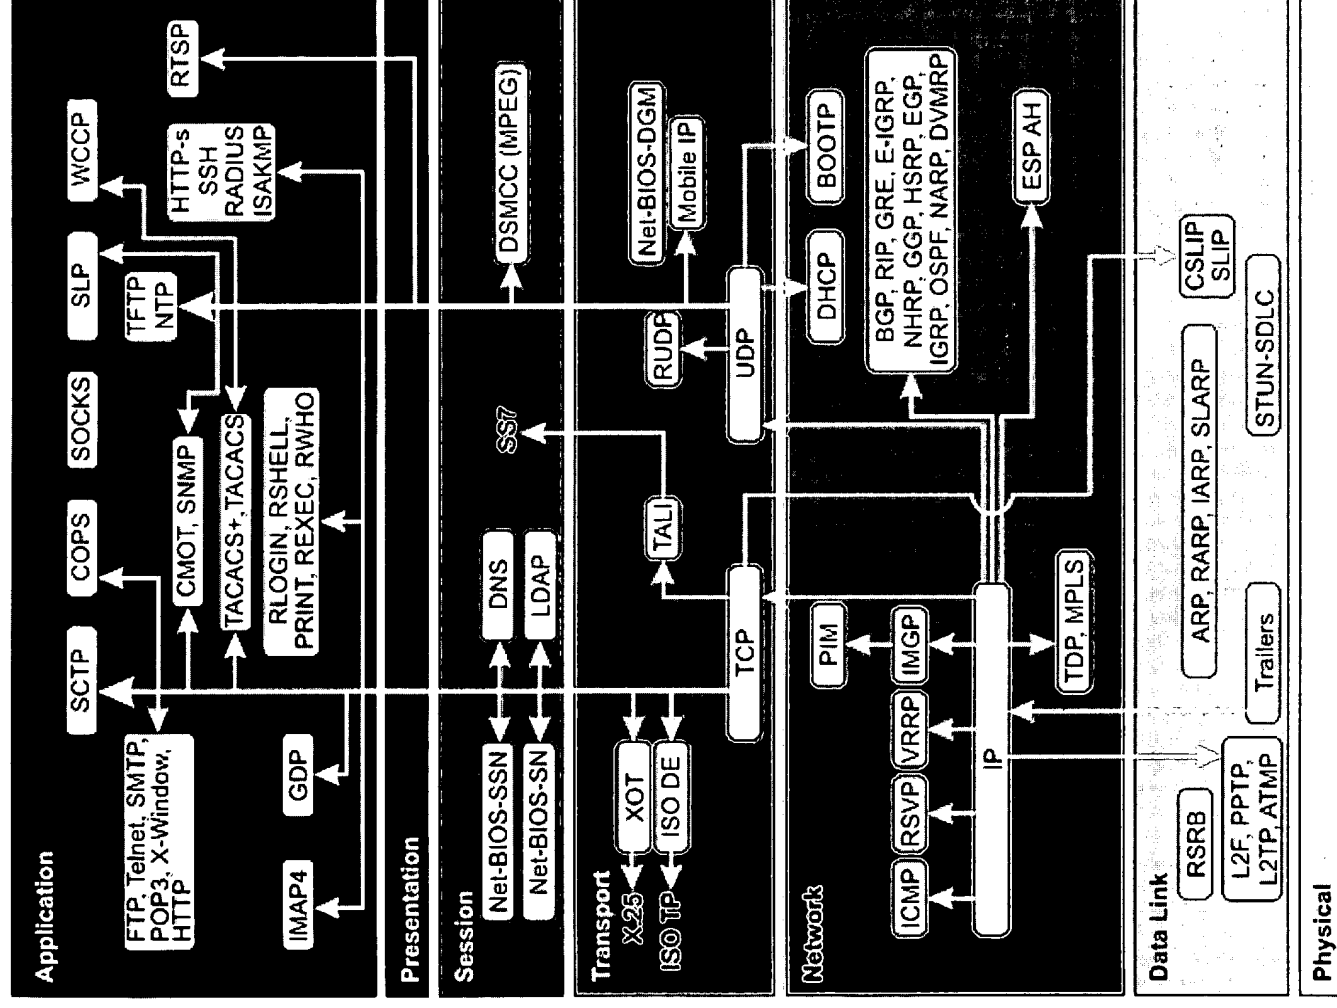 Application
SCTP
COPS
SOCKS
SLP
WCCP
FTP, Telnet, SMTP,
POP3, X-Window,
HTTP
TFTP
NTP
RTSP
CMOT, SNMP
HTTP-s
SSH
RADIUS
ISAKMP
TACACS+,TACACS
IMAP4
GDP
RLOGIN, RSHELL,
PRINT, REXEC, RWHO
Presentation
Session
Net-BIOS-SSN
DNS
SS7
DSMCC (MPEG)
Net-BIOS-SN
LDAP
Transport
X.25
XOT
TALI
RUDP
Net-BIOS-DGM
ISO TP
ISO DE
Mobile IP
TCP
UDP
Network
PIM
DHCP
BOOTP
ICMP
RSVP
VRRP
IMGP
BGP, RIP, GRE, E-IGRP,
NHRP, GGP, HSRP, EGP,
IGRP, OSPF, NARP, DVMRP
IP
ESP AH
TDP, MPLS
Data Link
RSRB
ARP, RARP, IARP, SLARP
CSLIP
SLIP
L2F, PPTP,
L2TP, ATMP
Trailers
STUN-SDLC
Physical